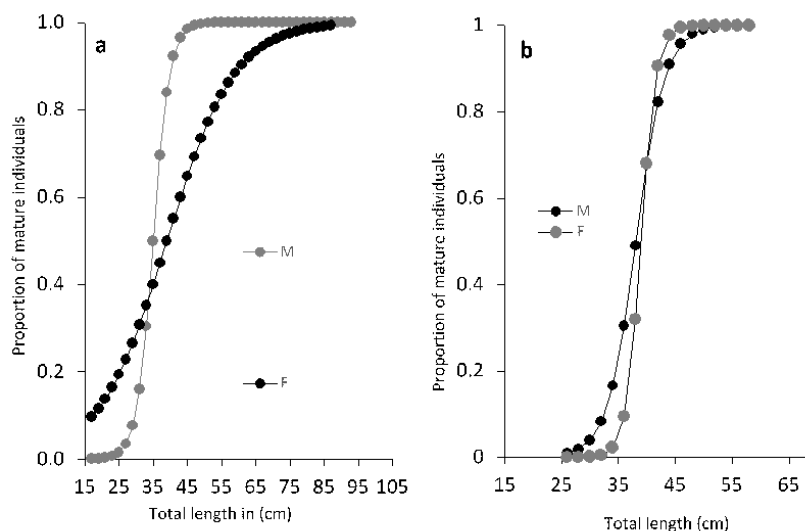 a
Proportion of mature individuals
1.0
0.8
0.6
0.4
0.2
0.0
M
F
15 25 35 45 55 65 75 85 95 105
Total length in (cm)
b
Proportion of mature individuals
1
0.8
0.6
0.4
0.2
0
M
F
15 25 35 45 55 65
Total length (cm)